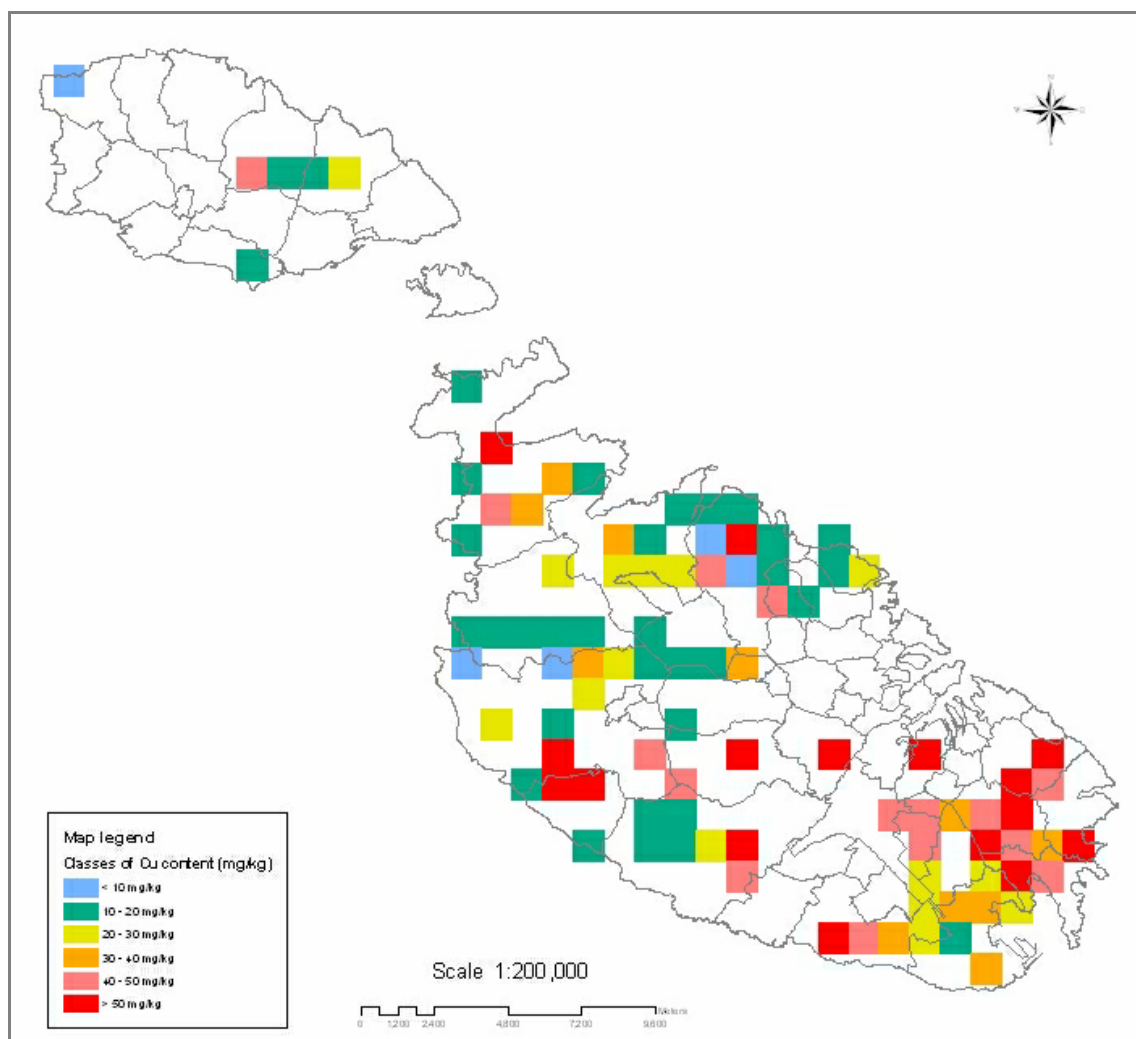 Map legend
Classes of Cu content (mg/kg)
< 10 mg/kg
10 - 20 mg/kg
20 - 30 mg/kg
30 - 40 mg/kg
40 - 50 mg/kg
> 50 mg/kg
Scale 1:200,000
Meters
0 1,200 2,400 4,800 7,200 9,600